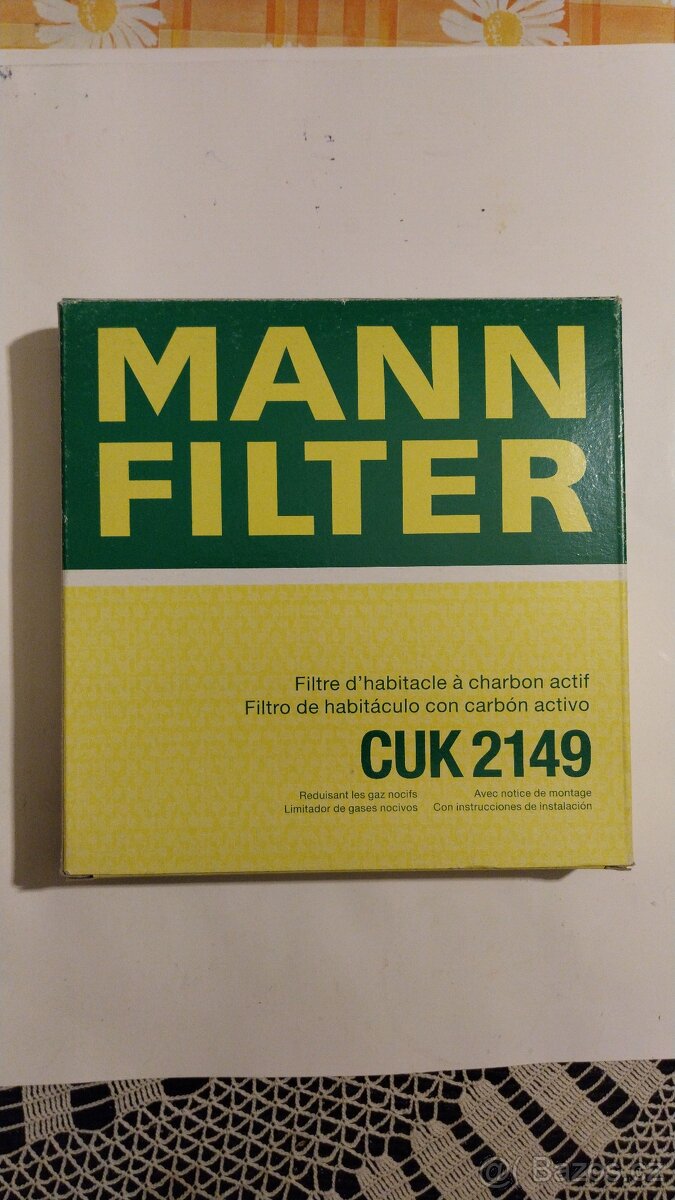 MANN
FILTER
Filtre d'habitacle à charbon actif
Filtro de habitáculo con carbón activo
CUK 2149
Reduisant les gaz nocifs
Limitador de gases nocivos
Avec notice de montage
Con instrucciones de instalación
Bazos.cz